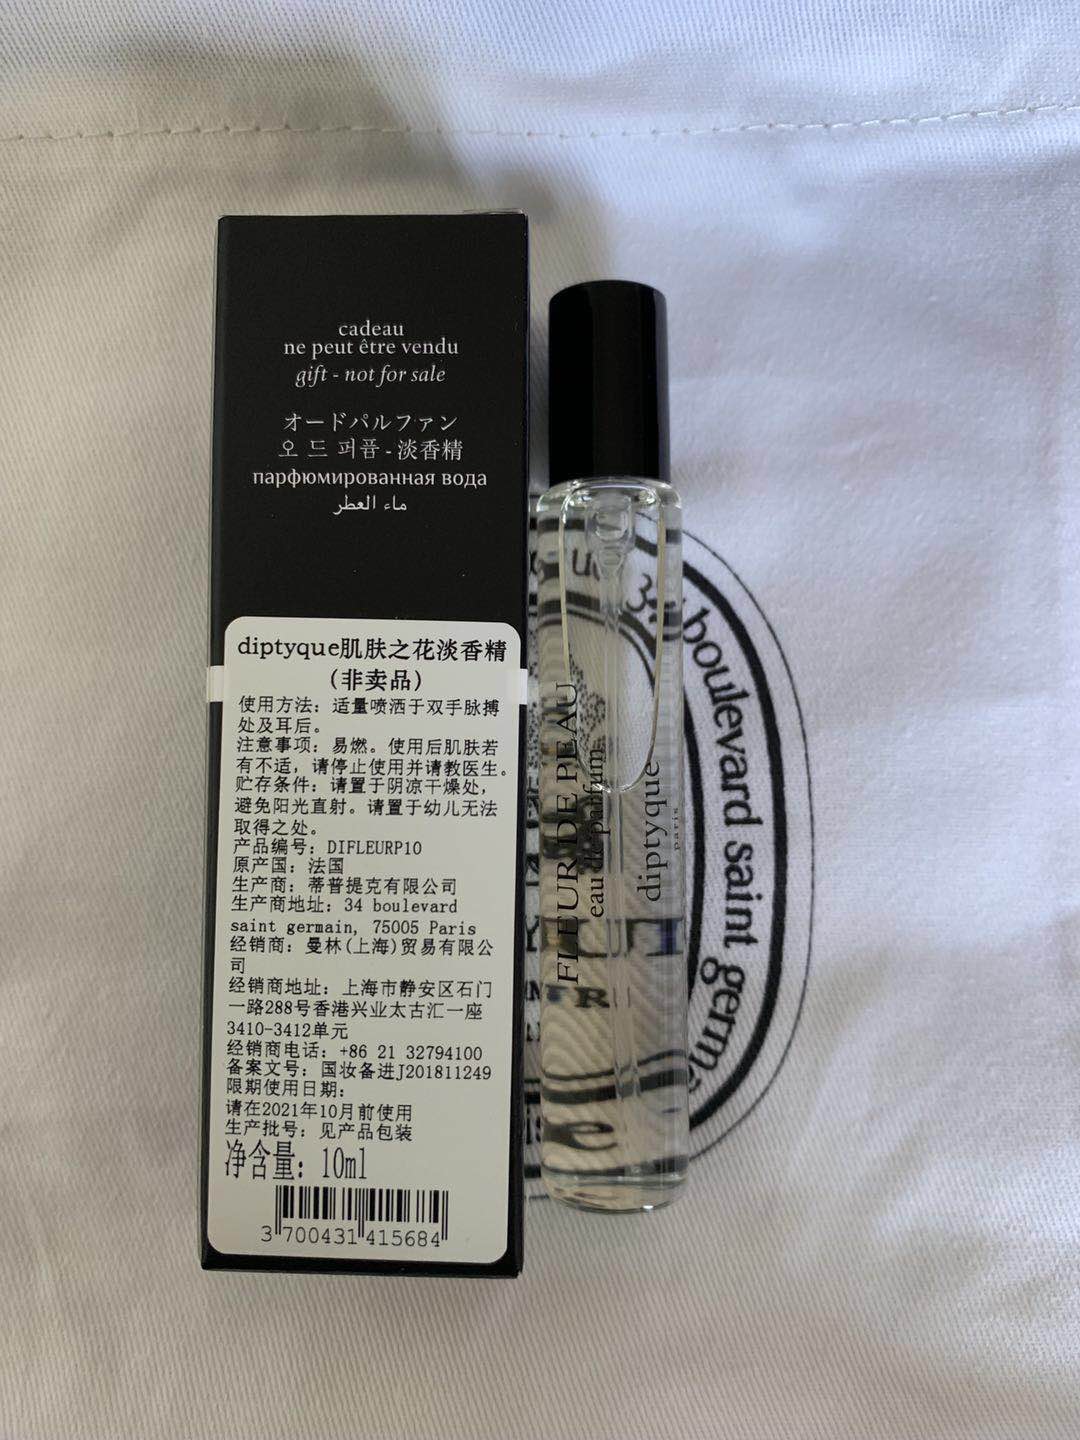 cadeau
ne peut être vendu
gift - not for sale
オードパルファン
오 드 퍼퓸 - 淡香精
парфюмированная вода
ماء العطر
diptyque肌肤之花淡香精
(非卖品)
使用方法：适量喷洒于双手脉搏
处及耳后。
注意事项：易燃。使用后肌肤若
有不适，请停止使用并请教医生。
贮存条件：请置于阴凉干燥处，
避免阳光直射。请置于幼儿无法
取得之处。
产品编号：DIFLEURP10
原产国：法国
生产商：蒂普提克有限公司
生产商地址：34 boulevard
saint germain, 75005 Paris
经销商：曼林(上海)贸易有限公
司
经销商地址：上海市静安区石门
一路288号香港兴业太古汇一座
3410-3412单元
经销商电话：+86 21 32794100
备案文号：国妆备进J201811249
限期使用日期：
请在2021年10月前使用
生产批号：见产品包装
净含量：10ml
3 700431 415684
FLEUR DE PEAU
eau de parfum
diptyque
paris
boulevard saint germa